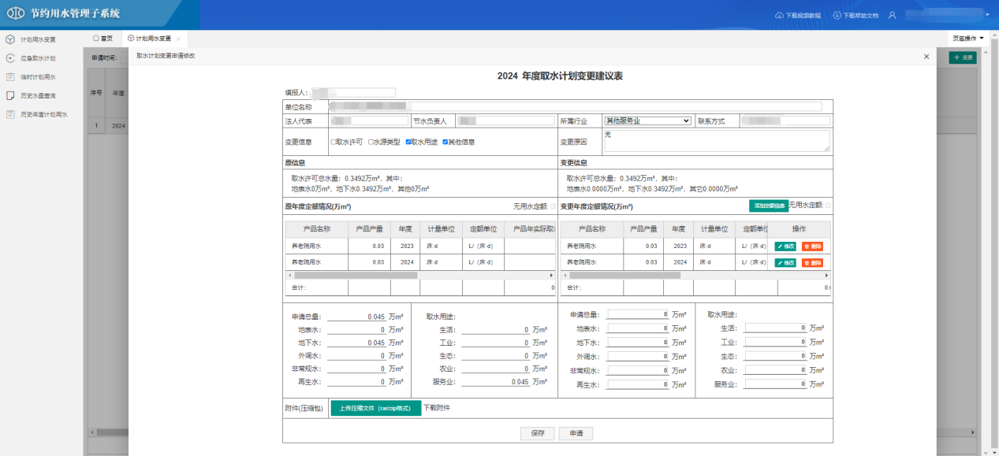 节约用水管理子系统
下载视频教程 下载帮助文档
计划用水变更
应急取水计划
临时计划用水
历史水量查询
历史年度计划用水
首页 计划用水变更 × 页签操作
申请时间:
+ 变更
序号 年度
1 2024
取水计划变更申请修改 ×
2024 年度取水计划变更建议表
填报人:
单位名称
法人代表 节水负责人 所属行业 其他服务业 联系方式
变更信息 取水许可 水源类型 取水用途 其他信息 变更原因 无
原信息 变更信息
取水许可总水量: 0.3492万m³, 其中: 取水许可总水量: 0.3492万m³, 其中:
地表水0万m³, 地下水0.3492万m³, 其他0万m³ 地表水0.0000万m³, 地下水0.3492万m³, 其它0.0000万m³
原年度定额情况(万m³) 无用水定额: 变更年度定额情况(万m³) 添加定额信息 无用水定额:
产品名称 产品产量 年度 计量单位 定额单位 产品年实际取 产品名称 产品产量 年度 计量单位 定额单位 操作
养老院用水 0.03 2023 床·d L/（床·d) 养老院用水 0.03 2023 床·d L/（床·d) 修改 删除
养老院用水 0.03 2024 床·d L/（床·d) 养老院用水 0.03 2024 床·d L/（床·d) 修改 删除
合计: 0 合计: 0.0
申请总量: 0.045 万m³ 取水用途: 申请总量: 0 万m³ 取水用途:
地表水: 0 万m³ 生活: 0 万m³ 地表水: 0 万m³ 生活: 0 万m³
地下水: 0.045 万m³ 工业: 0 万m³ 地下水: 0 万m³ 工业: 0 万m³
外调水: 0 万m³ 生态: 0 万m³ 外调水: 0 万m³ 生态: 0 万m³
非常规水: 0 万m³ 农业: 0 万m³ 非常规水: 0 万m³ 农业: 0 万m³
再生水: 0 万m³ 服务业: 0.045 万m³ 再生水: 0 万m³ 服务业: 0 万m³
附件(压缩包) 上传压缩文件（rar/zip格式） 下载附件
保存 申请